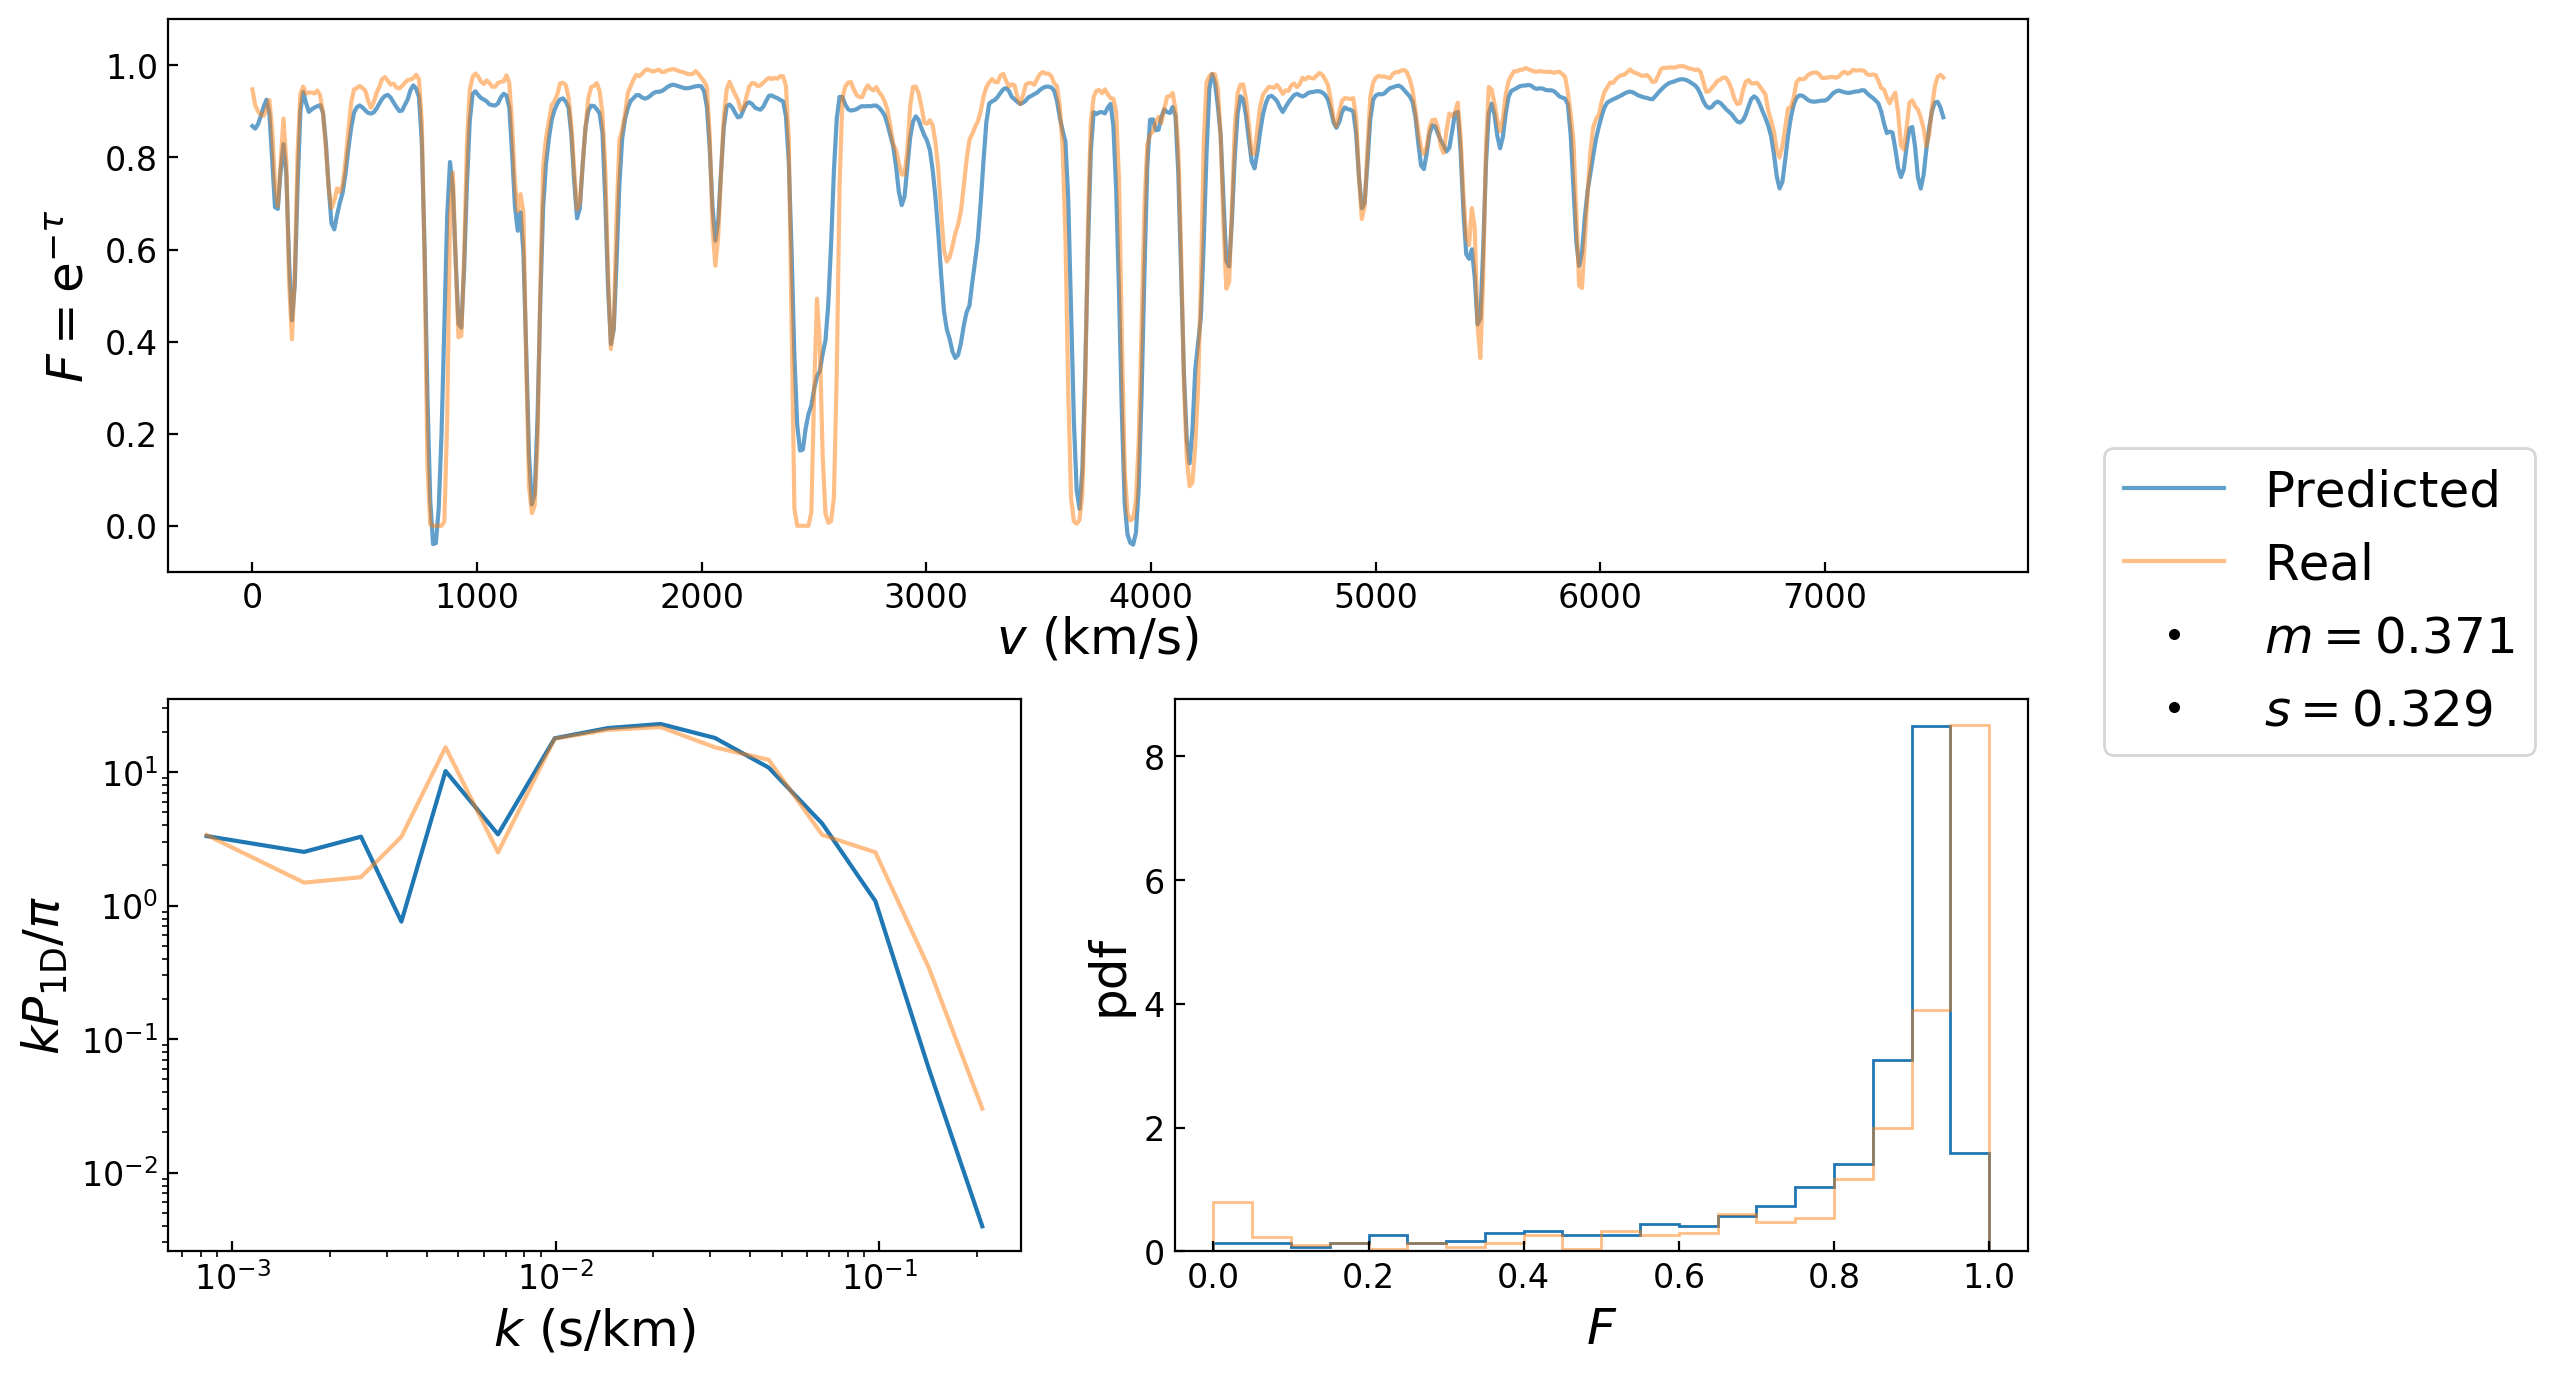 F = e^{−τ}
1.0
0.8
0.6
0.4
0.2
0.0
0 1000 2000 3000 4000 5000 6000 7000
v (km/s)
Predicted
Real
m = 0.371
s = 0.329
kP_{1D}/π
10^1
10^0
10^{−1}
10^{−2}
10^{−3} 10^{−2} 10^{−1}
k (s/km)
pdf
8
6
4
2
0
0.0 0.2 0.4 0.6 0.8 1.0
F